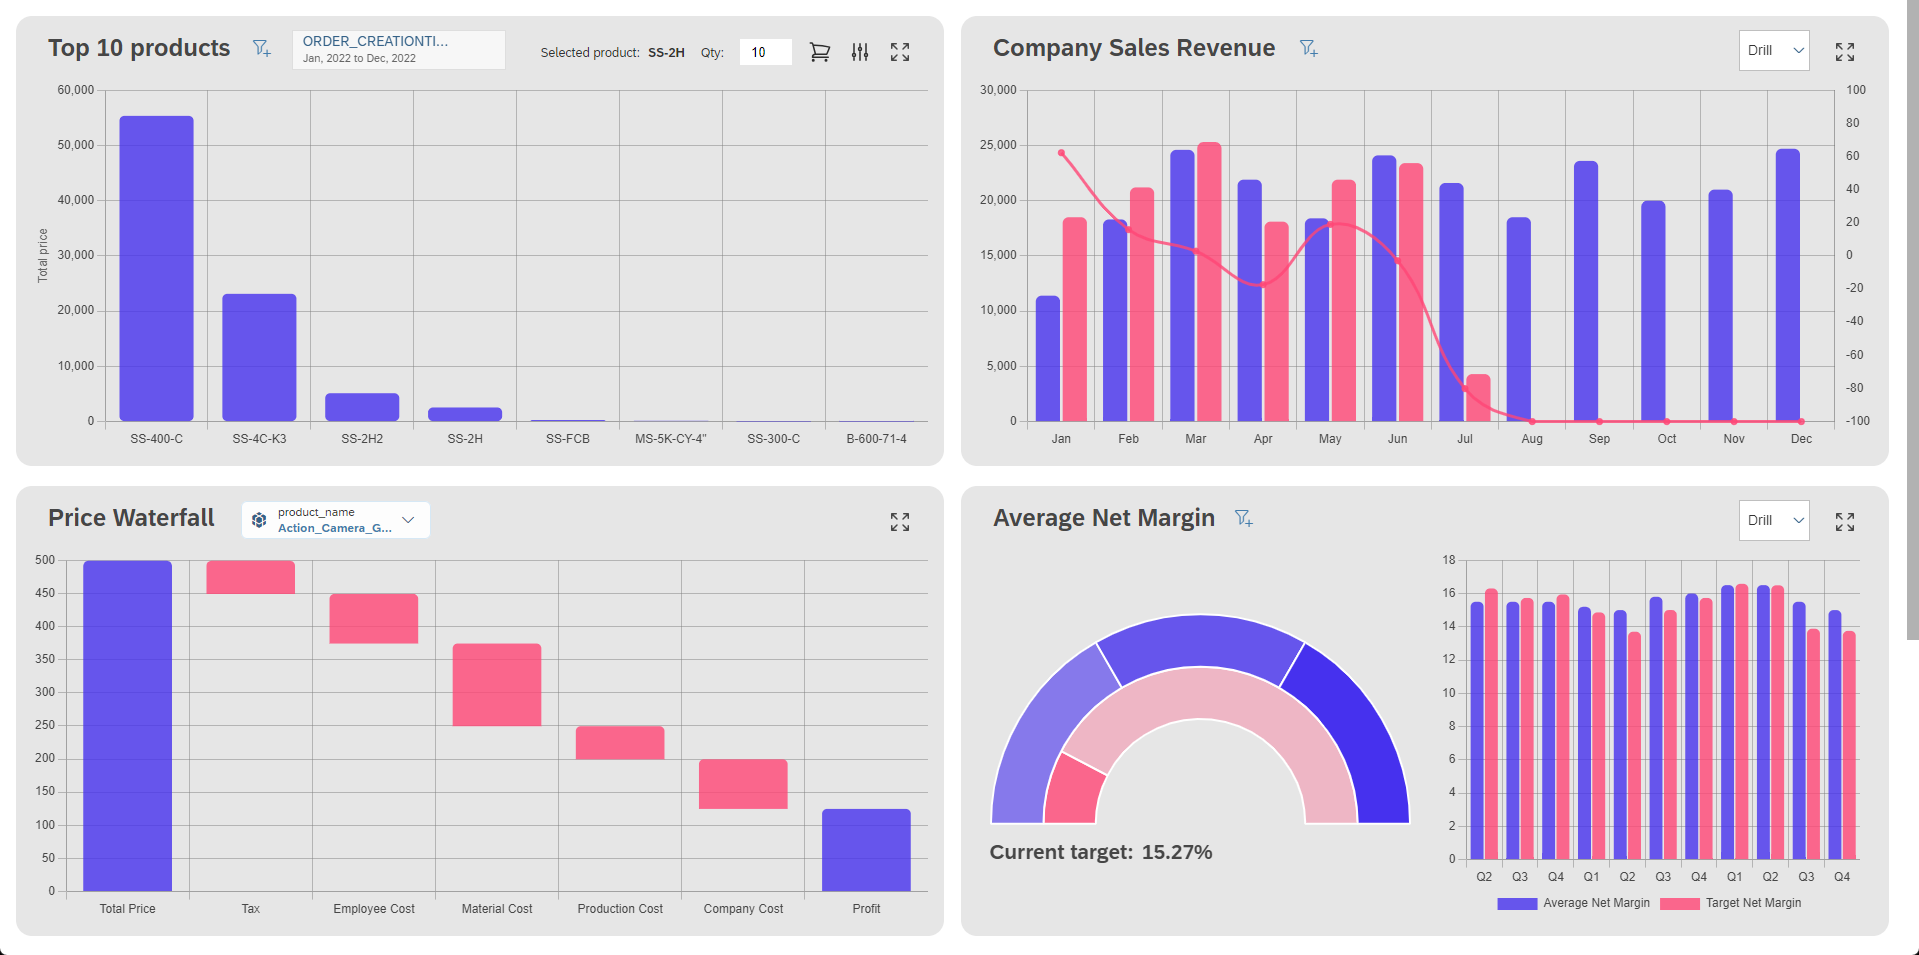 Top 10 products
ORDER_CREATIONTI...
Jan, 2022 to Dec, 2022
Selected product: SS-2H Qty: 10
60,000
50,000
40,000
30,000
20,000
10,000
0
Total price
SS-400-C SS-4C-K3 SS-2H2 SS-2H SS-FCB MS-5K-CY-4" SS-300-C B-600-71-4
Company Sales Revenue
Drill
30,000
25,000
20,000
15,000
10,000
5,000
0
100
80
60
40
20
0
-20
-40
-60
-80
-100
Jan Feb Mar Apr May Jun Jul Aug Sep Oct Nov Dec
Price Waterfall
product_name
Action_Camera_G...
500
450
400
350
300
250
200
150
100
50
0
Total Price Tax Employee Cost Material Cost Production Cost Company Cost Profit
Average Net Margin
Drill
Current target: 15.27%
18
16
14
12
10
8
6
4
2
0
Q2 Q3 Q4 Q1 Q2 Q3 Q4 Q1 Q2 Q3 Q4
Average Net Margin Target Net Margin